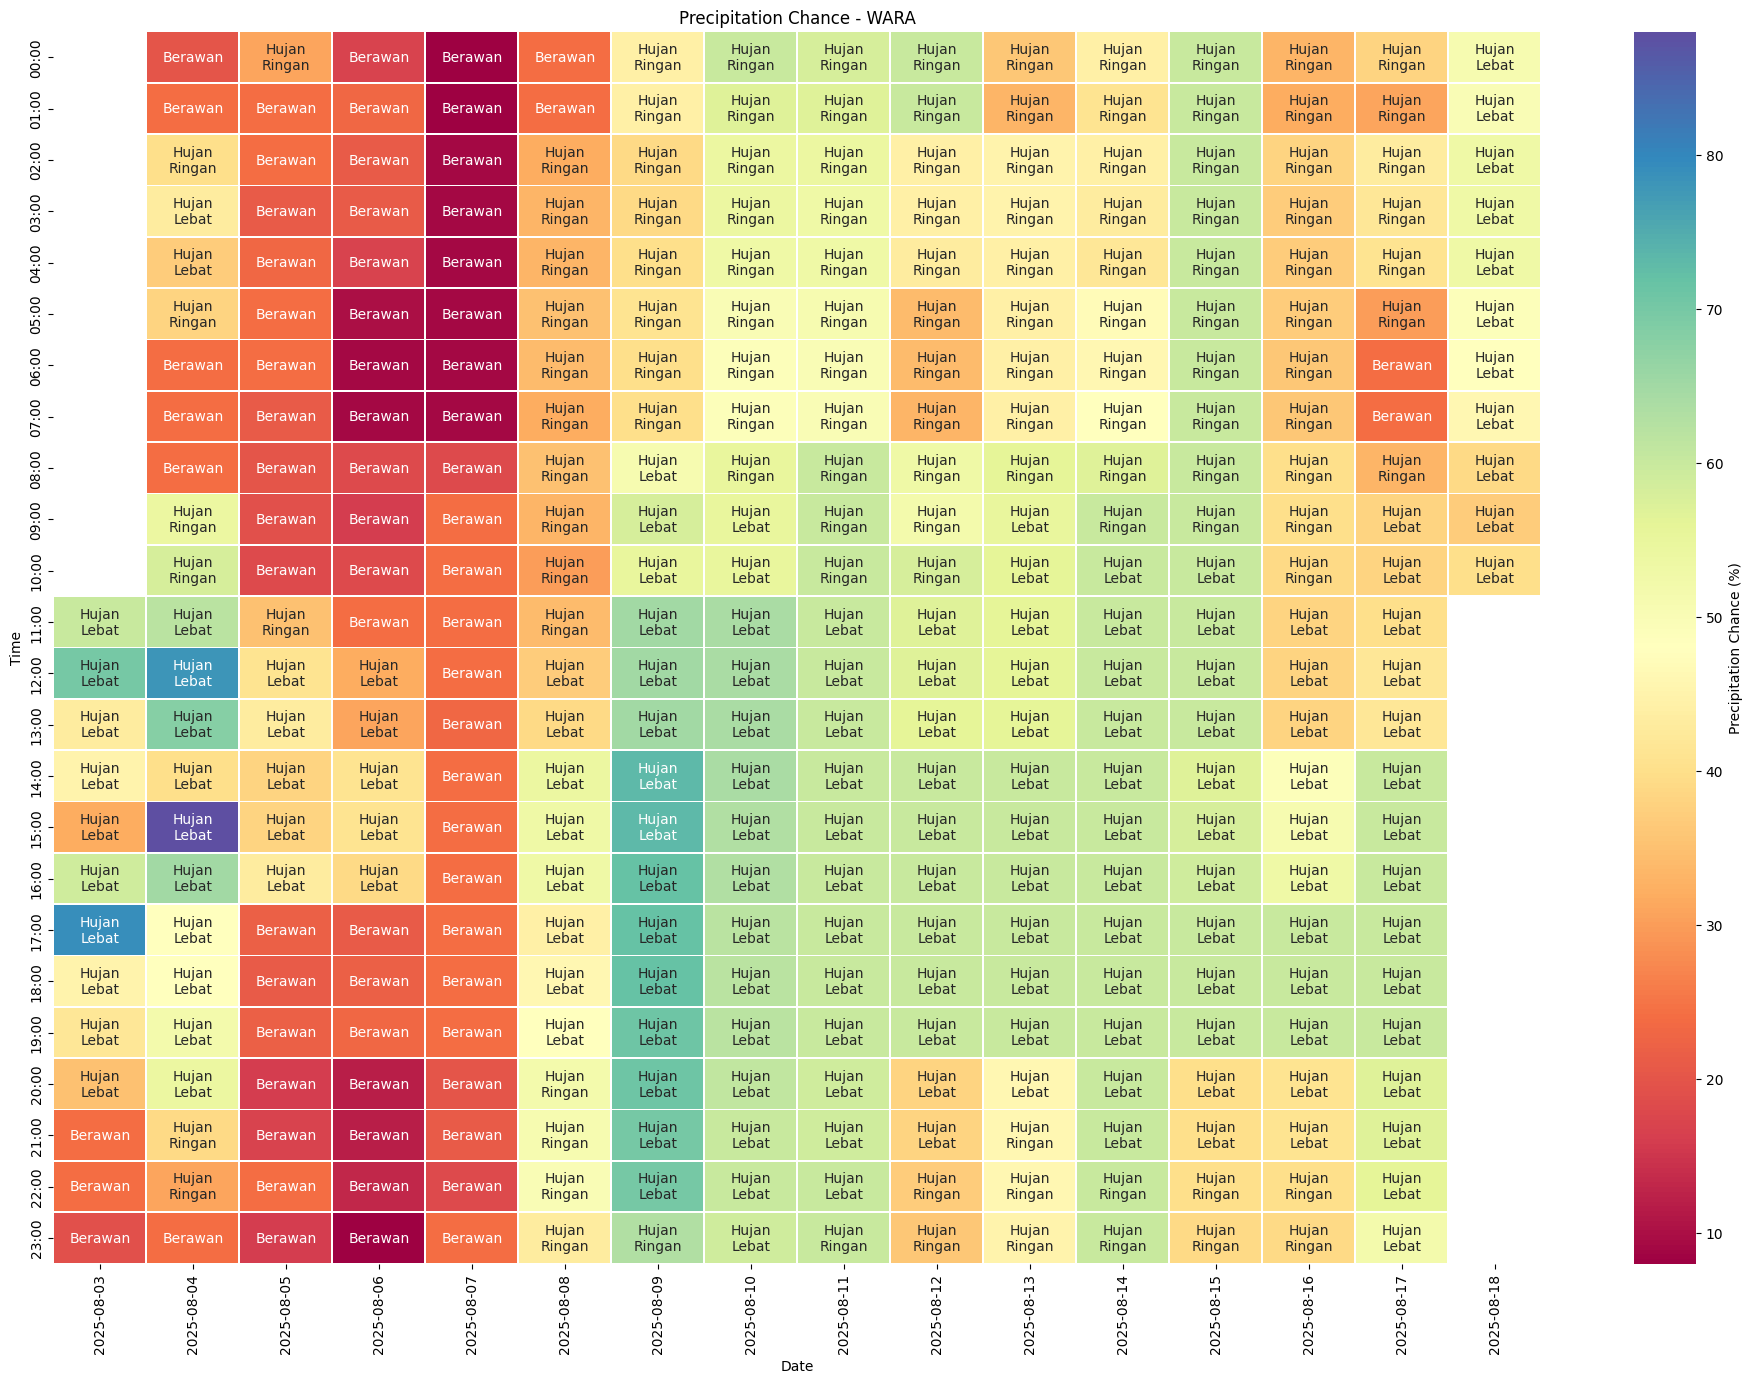 Precipitation Chance - WARA
00:00 Berawan Hujan Ringan Berawan Berawan Berawan Hujan Ringan Hujan Ringan Hujan Ringan Hujan Ringan Hujan Ringan Hujan Ringan Hujan Ringan Hujan Ringan Hujan Ringan Hujan Lebat
01:00 Berawan Berawan Berawan Berawan Berawan Hujan Ringan Hujan Ringan Hujan Ringan Hujan Ringan Hujan Ringan Hujan Ringan Hujan Ringan Hujan Ringan Hujan Ringan Hujan Lebat
02:00 Hujan Ringan Berawan Berawan Berawan Hujan Ringan Hujan Ringan Hujan Ringan Hujan Ringan Hujan Ringan Hujan Ringan Hujan Ringan Hujan Ringan Hujan Ringan Hujan Ringan Hujan Lebat
03:00 Hujan Lebat Berawan Berawan Berawan Hujan Ringan Hujan Ringan Hujan Ringan Hujan Ringan Hujan Ringan Hujan Ringan Hujan Ringan Hujan Ringan Hujan Ringan Hujan Ringan Hujan Lebat
04:00 Hujan Lebat Berawan Berawan Berawan Hujan Ringan Hujan Ringan Hujan Ringan Hujan Ringan Hujan Ringan Hujan Ringan Hujan Ringan Hujan Ringan Hujan Ringan Hujan Ringan Hujan Lebat
05:00 Hujan Ringan Berawan Berawan Berawan Hujan Ringan Hujan Ringan Hujan Ringan Hujan Ringan Hujan Ringan Hujan Ringan Hujan Ringan Hujan Ringan Hujan Ringan Hujan Ringan Hujan Lebat
06:00 Berawan Berawan Berawan Berawan Hujan Ringan Hujan Ringan Hujan Ringan Hujan Ringan Hujan Ringan Hujan Ringan Hujan Ringan Hujan Ringan Hujan Ringan Berawan Hujan Lebat
07:00 Berawan Berawan Berawan Berawan Hujan Ringan Hujan Ringan Hujan Ringan Hujan Ringan Hujan Ringan Hujan Ringan Hujan Ringan Hujan Ringan Hujan Ringan Berawan Hujan Lebat
08:00 Berawan Berawan Berawan Berawan Hujan Ringan Hujan Lebat Hujan Ringan Hujan Ringan Hujan Ringan Hujan Ringan Hujan Ringan Hujan Ringan Hujan Ringan Hujan Ringan Hujan Lebat
09:00 Hujan Ringan Berawan Berawan Berawan Hujan Ringan Hujan Lebat Hujan Lebat Hujan Ringan Hujan Ringan Hujan Lebat Hujan Ringan Hujan Ringan Hujan Ringan Hujan Lebat Hujan Lebat
10:00 Hujan Ringan Berawan Berawan Berawan Hujan Ringan Hujan Lebat Hujan Lebat Hujan Ringan Hujan Ringan Hujan Lebat Hujan Lebat Hujan Lebat Hujan Ringan Hujan Lebat Hujan Lebat
11:00 Hujan Lebat Hujan Lebat Hujan Ringan Berawan Berawan Hujan Ringan Hujan Lebat Hujan Lebat Hujan Lebat Hujan Lebat Hujan Lebat Hujan Lebat Hujan Lebat Hujan Lebat Hujan Lebat
12:00 Hujan Lebat Hujan Lebat Hujan Lebat Hujan Lebat Berawan Hujan Lebat Hujan Lebat Hujan Lebat Hujan Lebat Hujan Lebat Hujan Lebat Hujan Lebat Hujan Lebat Hujan Lebat Hujan Lebat
13:00 Hujan Lebat Hujan Lebat Hujan Lebat Hujan Lebat Berawan Hujan Lebat Hujan Lebat Hujan Lebat Hujan Lebat Hujan Lebat Hujan Lebat Hujan Lebat Hujan Lebat Hujan Lebat Hujan Lebat
14:00 Hujan Lebat Hujan Lebat Hujan Lebat Hujan Lebat Berawan Hujan Lebat Hujan Lebat Hujan Lebat Hujan Lebat Hujan Lebat Hujan Lebat Hujan Lebat Hujan Lebat Hujan Lebat Hujan Lebat
15:00 Hujan Lebat Hujan Lebat Hujan Lebat Hujan Lebat Berawan Hujan Lebat Hujan Lebat Hujan Lebat Hujan Lebat Hujan Lebat Hujan Lebat Hujan Lebat Hujan Lebat Hujan Lebat Hujan Lebat
16:00 Hujan Lebat Hujan Lebat Hujan Lebat Hujan Lebat Berawan Hujan Lebat Hujan Lebat Hujan Lebat Hujan Lebat Hujan Lebat Hujan Lebat Hujan Lebat Hujan Lebat Hujan Lebat Hujan Lebat
17:00 Hujan Lebat Hujan Lebat Berawan Berawan Berawan Hujan Lebat Hujan Lebat Hujan Lebat Hujan Lebat Hujan Lebat Hujan Lebat Hujan Lebat Hujan Lebat Hujan Lebat Hujan Lebat
18:00 Hujan Lebat Hujan Lebat Berawan Berawan Berawan Hujan Lebat Hujan Lebat Hujan Lebat Hujan Lebat Hujan Lebat Hujan Lebat Hujan Lebat Hujan Lebat Hujan Lebat Hujan Lebat
19:00 Hujan Lebat Hujan Lebat Berawan Berawan Berawan Hujan Lebat Hujan Lebat Hujan Lebat Hujan Lebat Hujan Lebat Hujan Lebat Hujan Lebat Hujan Lebat Hujan Lebat Hujan Lebat
20:00 Hujan Lebat Hujan Lebat Berawan Berawan Berawan Hujan Ringan Hujan Lebat Hujan Lebat Hujan Lebat Hujan Lebat Hujan Lebat Hujan Lebat Hujan Lebat Hujan Lebat Hujan Lebat
21:00 Berawan Hujan Ringan Berawan Berawan Berawan Hujan Ringan Hujan Lebat Hujan Lebat Hujan Lebat Hujan Lebat Hujan Ringan Hujan Lebat Hujan Lebat Hujan Lebat Hujan Lebat
22:00 Berawan Hujan Ringan Berawan Berawan Berawan Hujan Ringan Hujan Lebat Hujan Lebat Hujan Lebat Hujan Ringan Hujan Ringan Hujan Ringan Hujan Ringan Hujan Ringan Hujan Lebat
23:00 Berawan Berawan Berawan Berawan Berawan Hujan Ringan Hujan Ringan Hujan Lebat Hujan Ringan Hujan Ringan Hujan Ringan Hujan Ringan Hujan Ringan Hujan Ringan Hujan Lebat
Time
2025-08-03 2025-08-04 2025-08-05 2025-08-06 2025-08-07 2025-08-08 2025-08-09 2025-08-10 2025-08-11 2025-08-12 2025-08-13 2025-08-14 2025-08-15 2025-08-16 2025-08-17 2025-08-18
Date
80
70
60
50
40
30
20
10
Precipitation Chance (%)